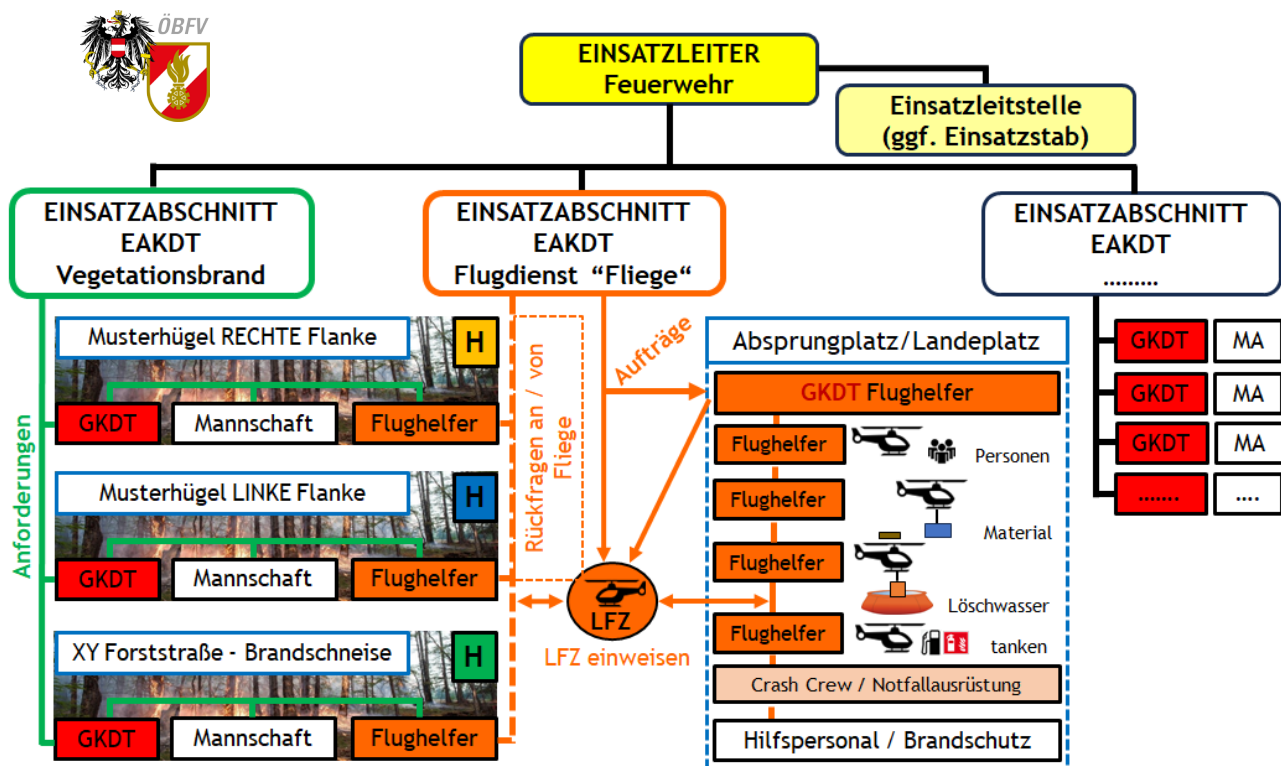 ÖBFV
EINSATZLEITER
Feuerwehr
Einsatzleitstelle
(ggf. Einsatzstab)
EINSATZABSCHNITT
EAKDT
Vegetationsbrand
EINSATZABSCHNITT
EAKDT
Flugdienst "Fliege“
EINSATZABSCHNITT
EAKDT
.........
Anforderungen
Musterhügel RECHTE Flanke
H
GKDT
Mannschaft
Flughelfer
Musterhügel LINKE Flanke
H
GKDT
Mannschaft
Flughelfer
XY Forststraße - Brandschneise
H
GKDT
Mannschaft
Flughelfer
Rückfragen an / von
Fliege
Aufträge
LFZ
LFZ einweisen
Absprungplatz/Landeplatz
GKDT Flughelfer
Flughelfer
Personen
Flughelfer
Material
Flughelfer
Löschwasser
Flughelfer
tanken
Crash Crew / Notfallausrüstung
Hilfspersonal / Brandschutz
GKDT
MA
GKDT
MA
GKDT
MA
.......
....